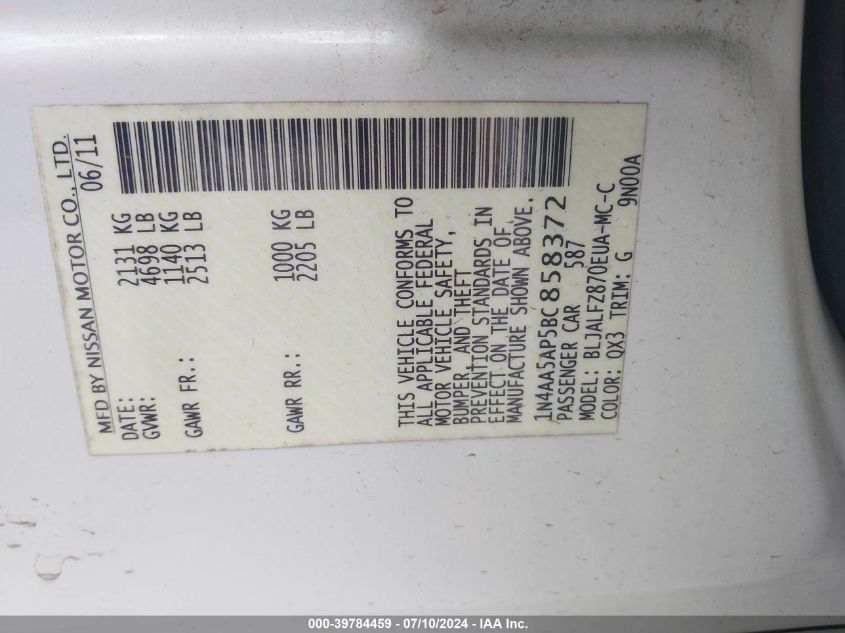 MFD BY NISSAN MOTOR CO., LTD.
DATE: 06/11
GVWR: 2131 KG
4698 LB
GAWR FR.: 1140 KG
2513 LB
GAWR RR.: 1000 KG
2205 LB
THIS VEHICLE CONFORMS TO
ALL APPLICABLE FEDERAL
MOTOR VEHICLE SAFETY,
BUMPER, AND THEFT
PREVENTION STANDARDS IN
EFFECT ON THE DATE OF
MANUFACTURE SHOWN ABOVE.
1N4AA5AP5BC858372
PASSENGER CAR 587
MODEL: BLJALFZ870EUA-MC-C
COLOR: QX3 TRIM: G 9N00A
000-39784459 - 07/10/2024 - IAA Inc.